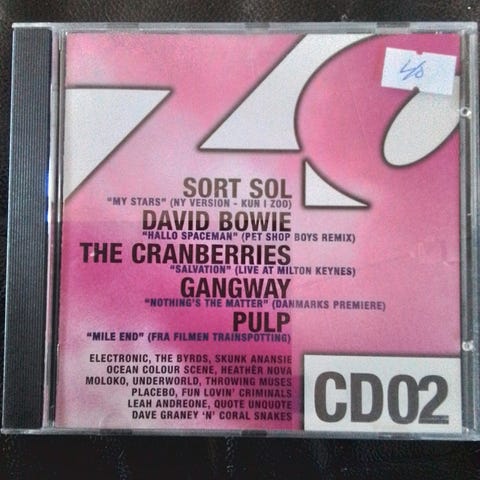 ZO
40
SORT SOL
"MY STARS" (NY VERSION - KUN I ZOO)
DAVID BOWIE
"HALLO SPACEMAN" (PET SHOP BOYS REMIX)
THE CRANBERRIES
"SALVATION" (LIVE AT MILTON KEYNES)
GANGWAY
"NOTHING'S THE MATTER" (DANMARKS PREMIERE)
PULP
"MILE END" (FRA FILMEN TRAINSPOTTING)
ELECTRONIC, THE BYRDS, SKUNK ANANSIE
OCEAN COLOUR SCENE, HEATHER NOVA
MOLOKO, UNDERWORLD, THROWING MUSES
PLACEBO, FUN LOVIN' CRIMINALS
LEAH ANDREONE, QUOTE UNQUOTE
DAVE GRANEY 'N' CORAL SNAKES
CD02